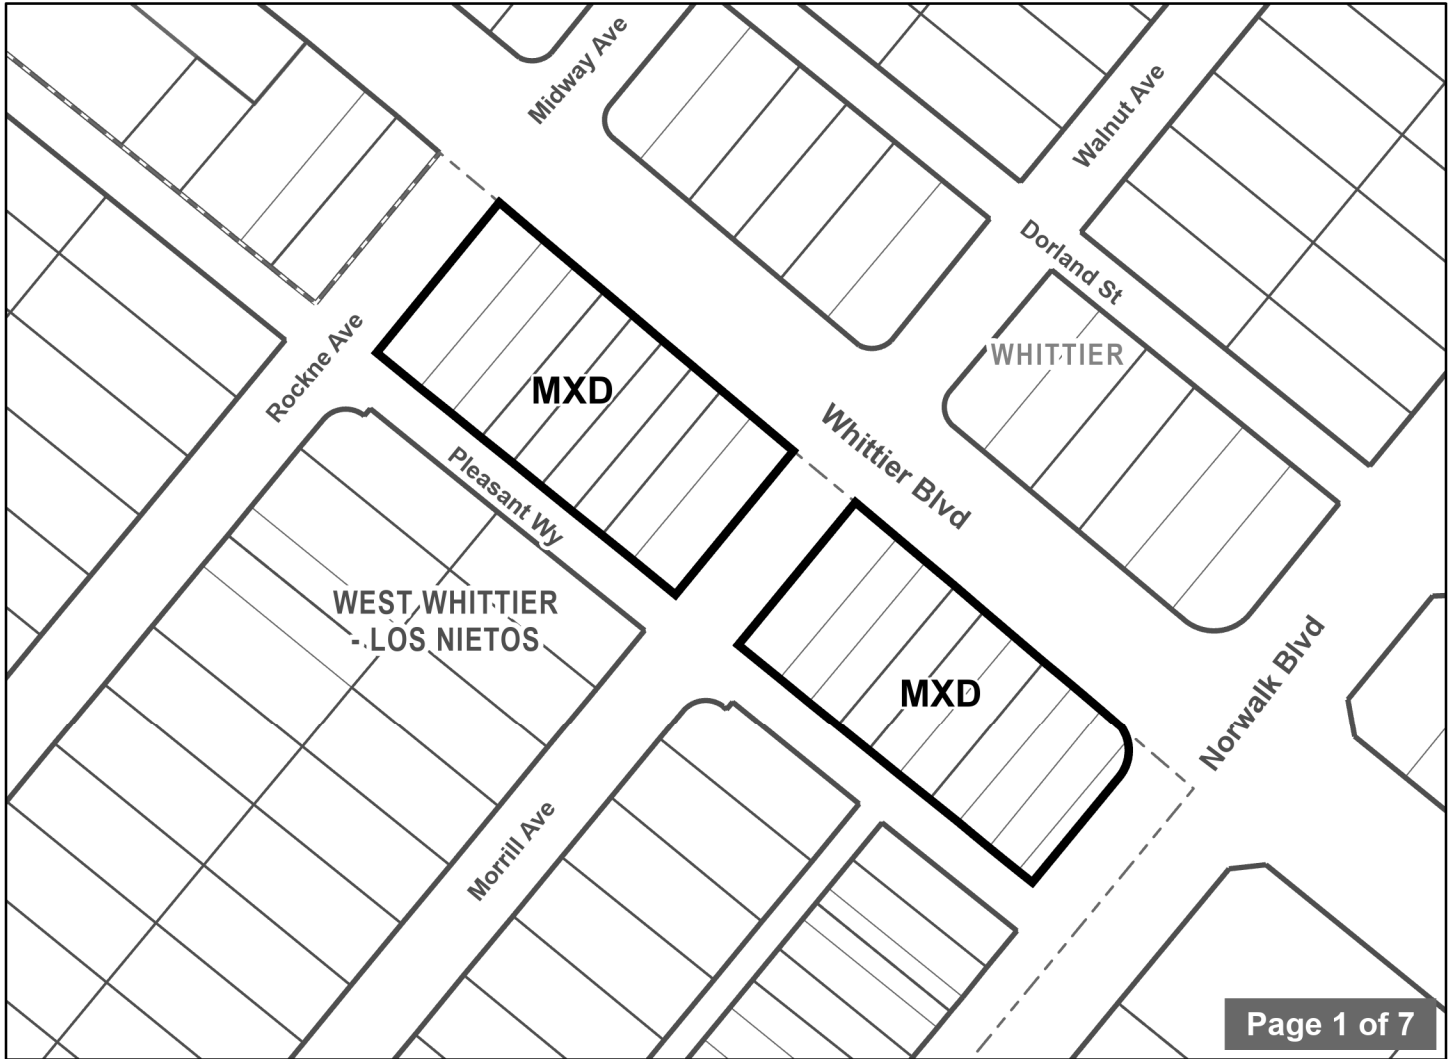 Midway Ave
Walnut Ave
Dorland St
WHITTIER
Rockne Ave
MXD
Whittier Blvd
Pleasant Wy
WEST WHITTIER
- LOS NIETOS
MXD
Norwalk Blvd
Morrill Ave
Page 1 of 7